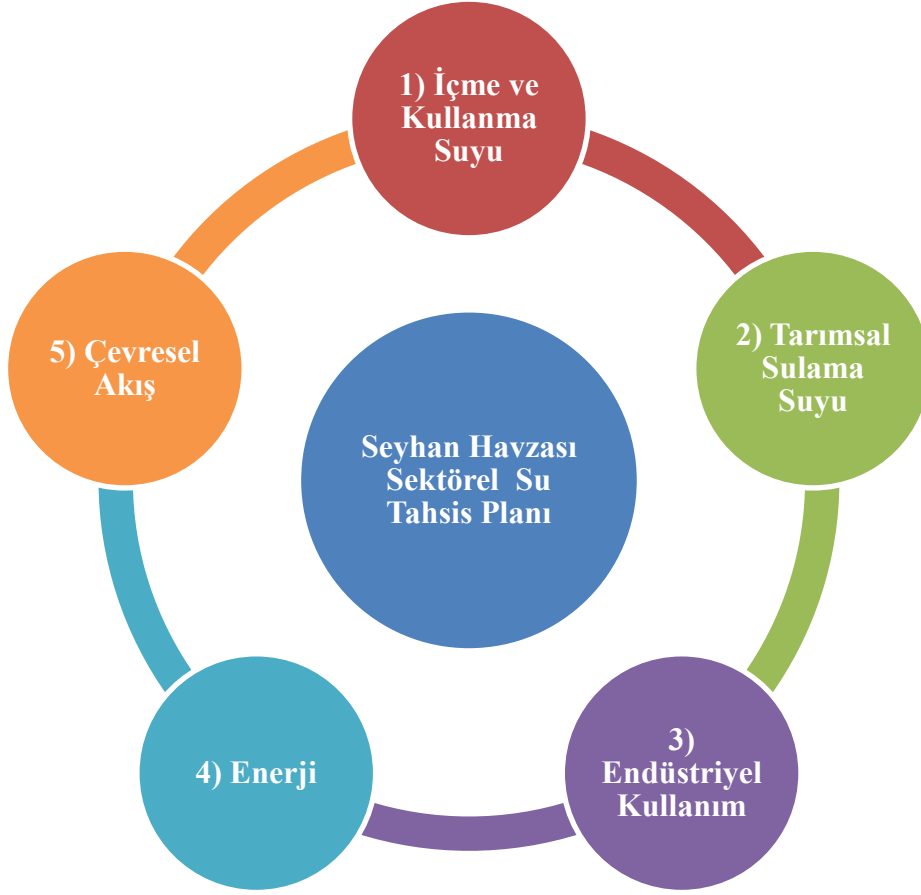 1) İçme ve
Kullanma
Suyu
2) Tarımsal
Sulama
Suyu
3)
Endüstriyel
Kullanım
4) Enerji
5) Çevresel
Akış
Seyhan Havzası
Sektörel  Su
Tahsis Planı